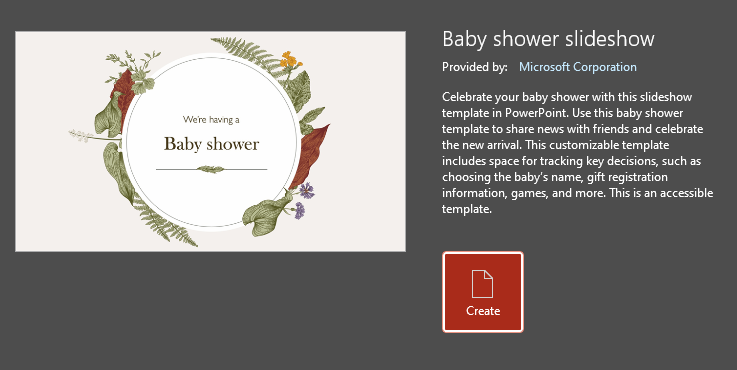 We're having a
Baby shower
Baby shower slideshow
Provided by: Microsoft Corporation
Celebrate your baby shower with this slideshow
template in PowerPoint. Use this baby shower
template to share news with friends and celebrate
the new arrival. This customizable template
includes space for tracking key decisions, such as
choosing the baby's name, gift registration
information, games, and more. This is an accessible
template.
Create